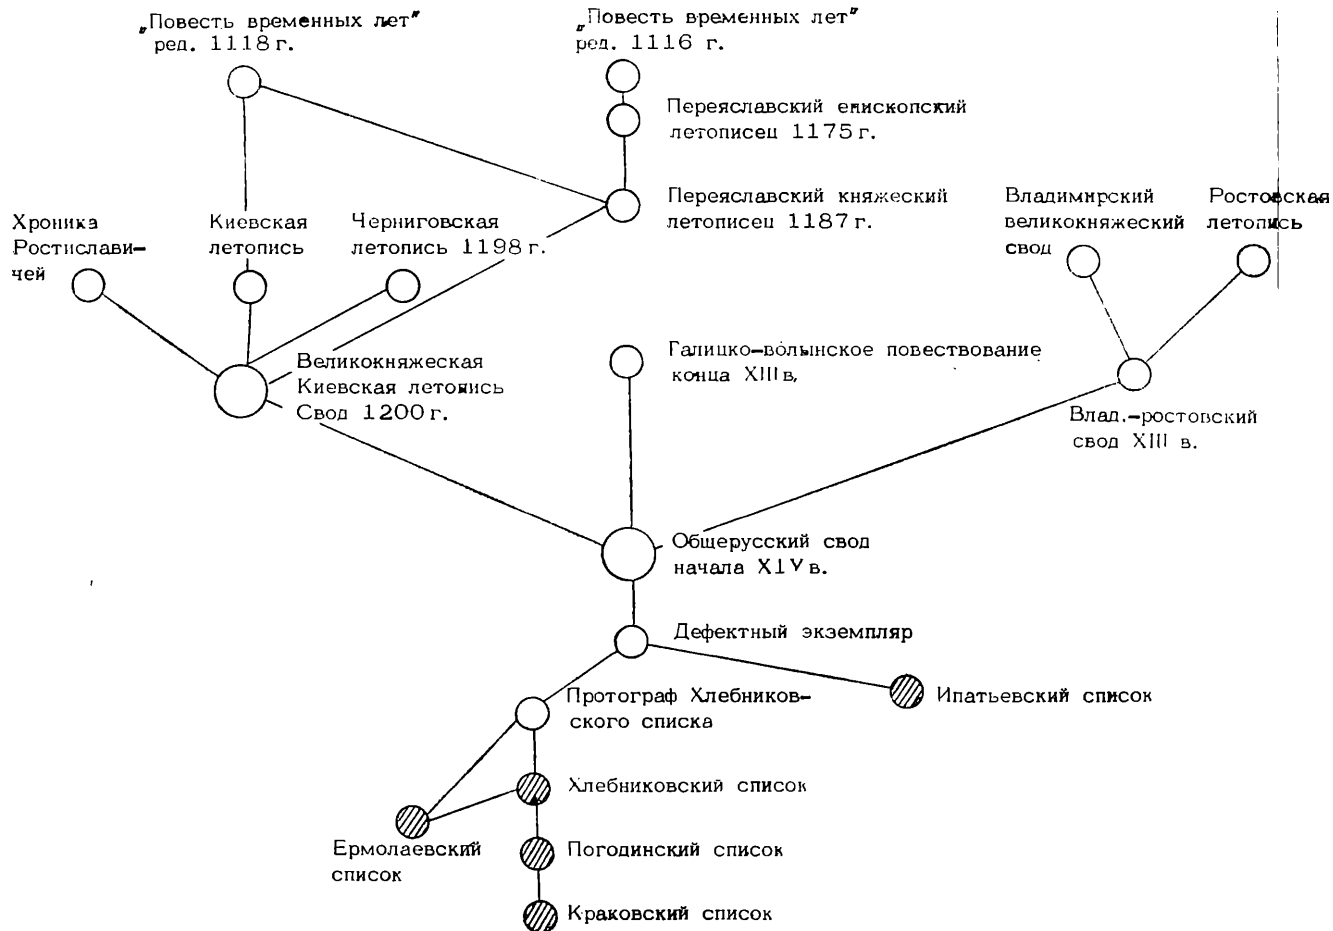 „Повесть временных лет"
ред. 1118 г.
„Повесть временных лет"
ред. 1116 г.
Переяславский епископский
летописец 1175 г.
Переяславский княжеский
летописец 1187 г.
Владимирский
великокняжеский
свод
Ростовская
летопись
Хроника
Ростислави-
чей
Киевская
летопись
Черниговская
летопись 1198 г.
Великокняжеская
Киевская летопись
Свод 1200 г.
Галицко-волынское повествование
конца XIII в.
Влад.-ростовский
свод XIII в.
Общерусский свод
начала XIV в.
Дефектный экземпляр
Протограф Хлебников-
ского списка
Ипатьевский список
Хлебниковский список
Ермолаевский
список
Погодинский список
Краковский список